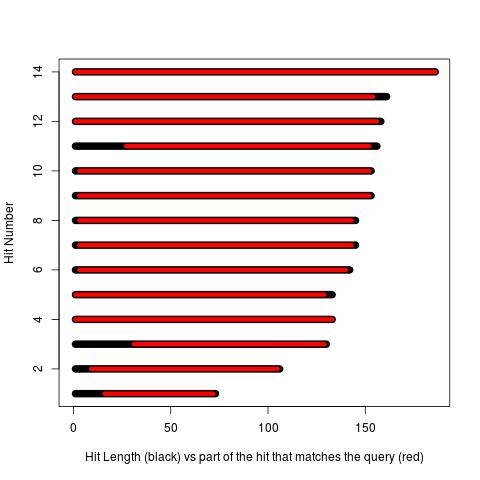 14
12
10
8
6
4
2
Hit Number
0 50 100 150
Hit Length (black) vs part of the hit that matches the query (red)